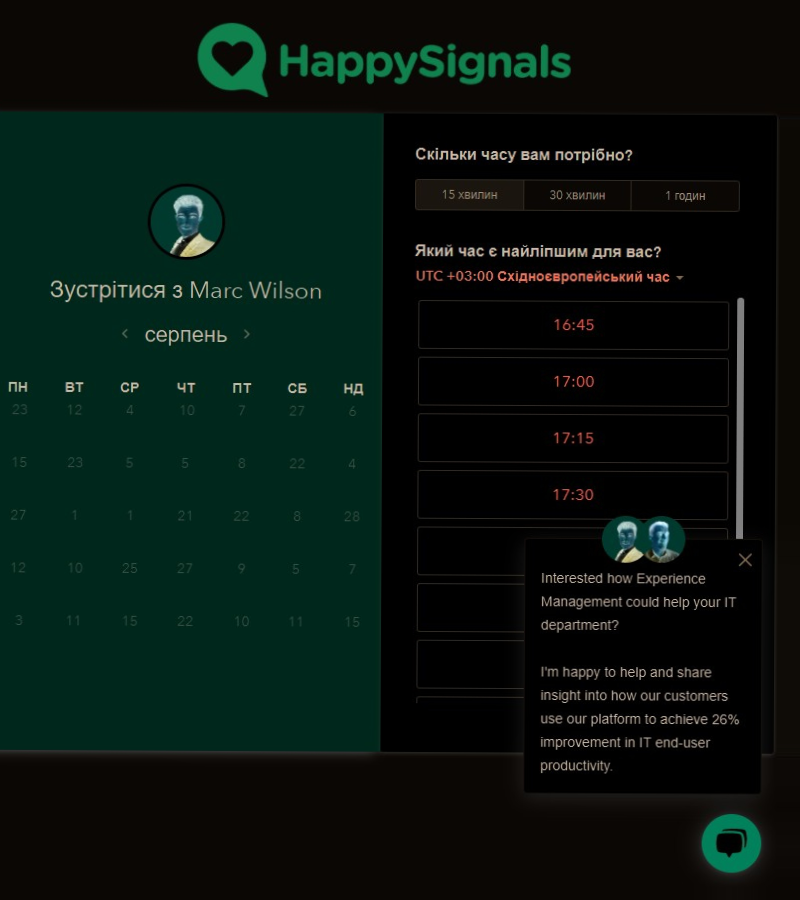 HappySignals
Зустрітися з Marc Wilson
серпень
ПН ВТ СР ЧТ ПТ СБ НД
23 12 4 10 7 27 6
15 23 5 5 8 22 4
27 1 1 21 22 8 28
12 10 25 27 9 5 7
3 11 15 22 10 11 15
Скільки часу вам потрібно?
15 хвилин 30 хвилин 1 годин
Який час є найліпшим для вас?
UTC +03:00 Східноєвропейський час
16:45
17:00
17:15
17:30
Interested how Experience
Management could help your IT
department?
I'm happy to help and share
insight into how our customers
use our platform to achieve 26%
improvement in IT end-user
productivity.